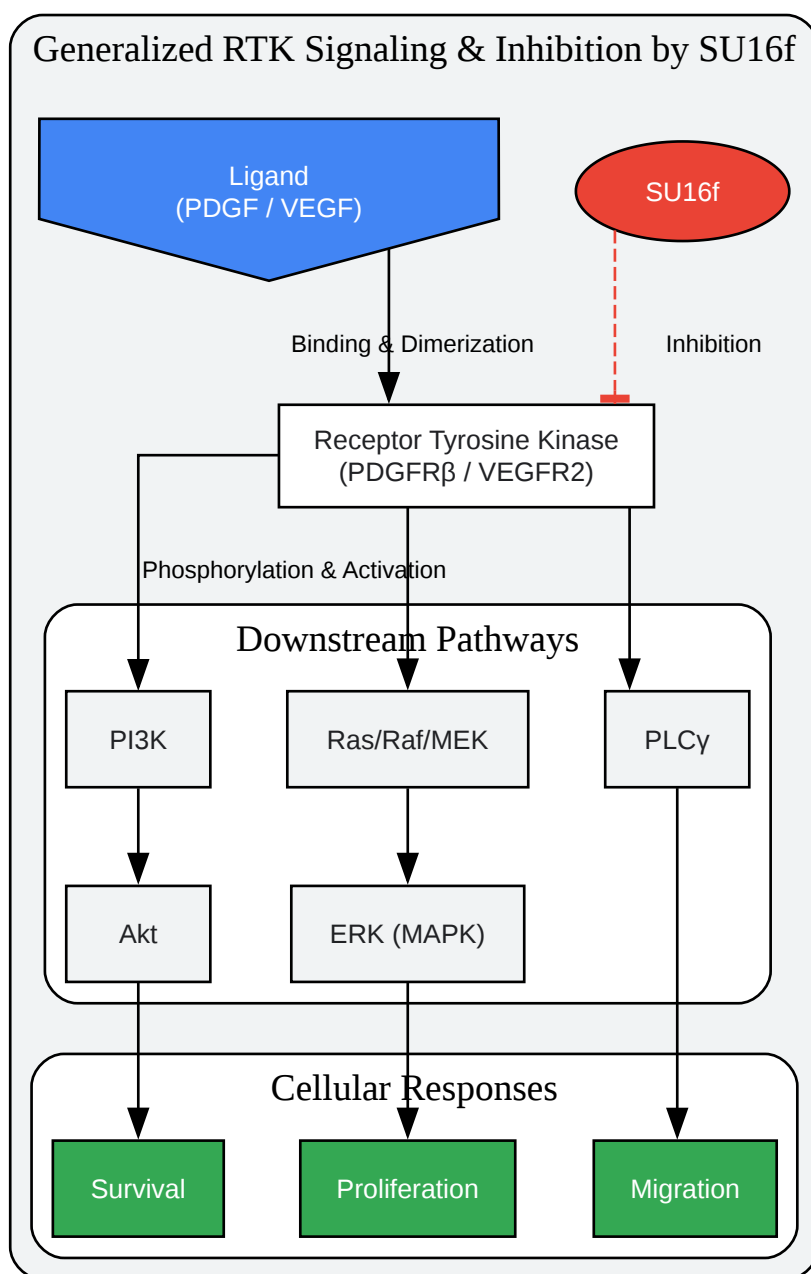 Generalized RTK Signaling & Inhibition by SU16f
Ligand
(PDGF / VEGF)
SU16f
Binding & Dimerization
Inhibition
Receptor Tyrosine Kinase
(PDGFRβ / VEGFR2)
Phosphorylation & Activation
Downstream Pathways
PI3K
Ras/Raf/MEK
PLCγ
Akt
ERK (MAPK)
Cellular Responses
Survival
Proliferation
Migration